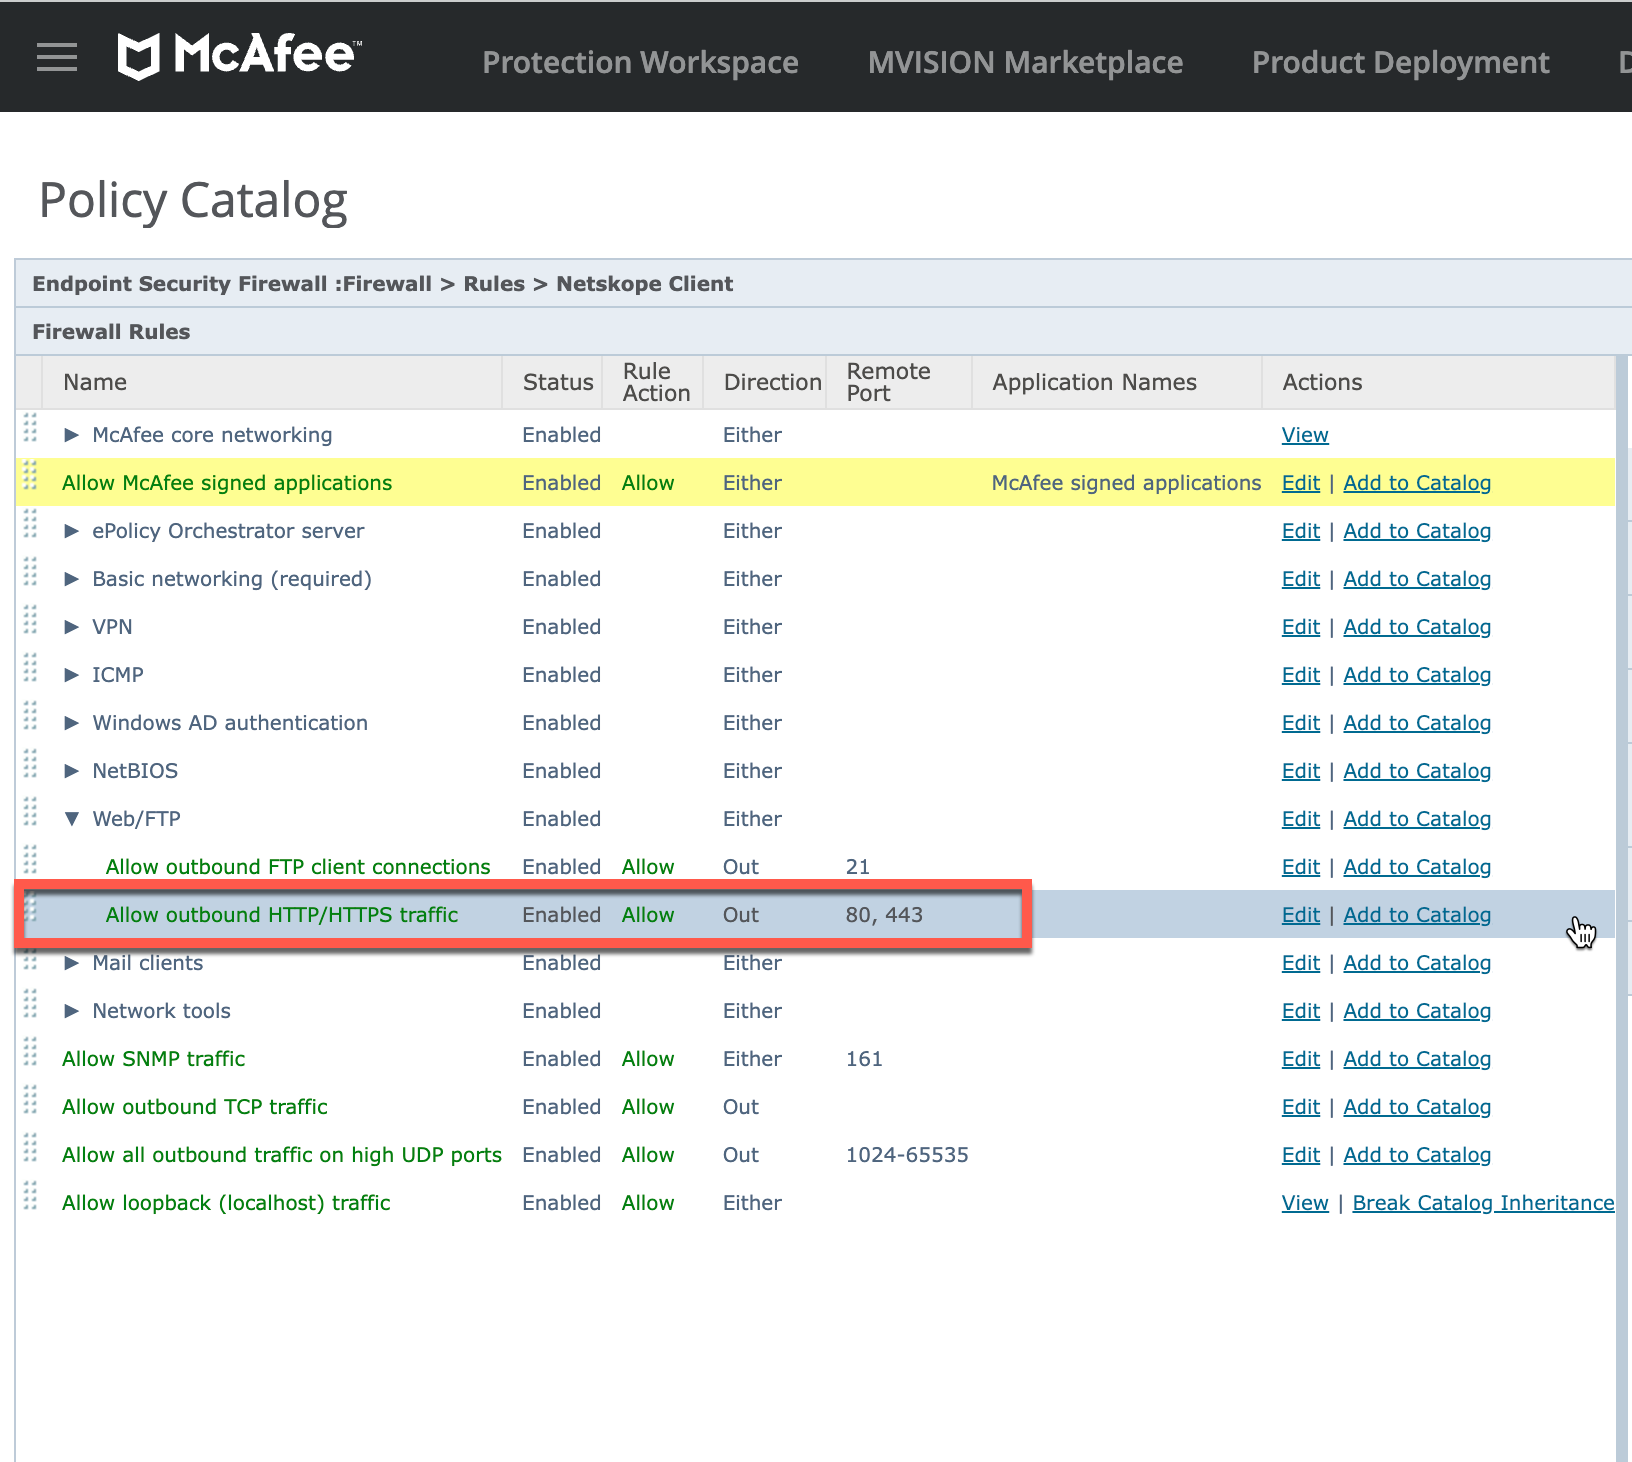 McAfee™ Protection Workspace MVISION Marketplace Product Deployment D
Policy Catalog
Endpoint Security Firewall :Firewall > Rules > Netskope Client
Firewall Rules
Name Status Rule Action Direction Remote Port Application Names Actions
▶ McAfee core networking Enabled Either View
Allow McAfee signed applications Enabled Allow Either McAfee signed applications Edit | Add to Catalog
▶ ePolicy Orchestrator server Enabled Either Edit | Add to Catalog
▶ Basic networking (required) Enabled Either Edit | Add to Catalog
▶ VPN Enabled Either Edit | Add to Catalog
▶ ICMP Enabled Either Edit | Add to Catalog
▶ Windows AD authentication Enabled Either Edit | Add to Catalog
▶ NetBIOS Enabled Either Edit | Add to Catalog
▼ Web/FTP Enabled Either Edit | Add to Catalog
Allow outbound FTP client connections Enabled Allow Out 21 Edit | Add to Catalog
Allow outbound HTTP/HTTPS traffic Enabled Allow Out 80, 443 Edit | Add to Catalog
▶ Mail clients Enabled Either Edit | Add to Catalog
▶ Network tools Enabled Either Edit | Add to Catalog
Allow SNMP traffic Enabled Allow Either 161 Edit | Add to Catalog
Allow outbound TCP traffic Enabled Allow Out Edit | Add to Catalog
Allow all outbound traffic on high UDP ports Enabled Allow Out 1024-65535 Edit | Add to Catalog
Allow loopback (localhost) traffic Enabled Allow Either View | Break Catalog Inheritance